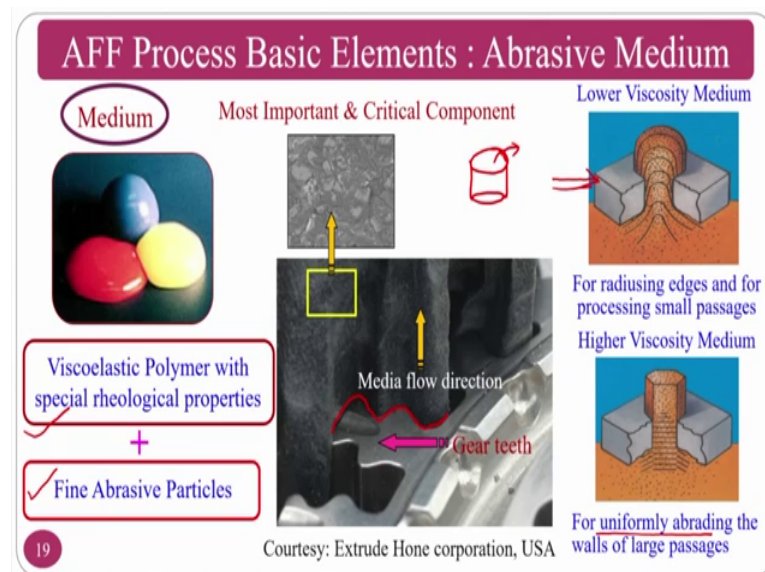 AFF Process Basic Elements : Abrasive Medium
Medium
Most Important & Critical Component
Lower Viscosity Medium
For radiusing edges and for
processing small passages
Higher Viscosity Medium
Viscoelastic Polymer with
special rheological properties
+
Fine Abrasive Particles
Media flow direction
Gear teeth
For uniformly abrading the
walls of large passages
19
Courtesy: Extrude Hone corporation, USA